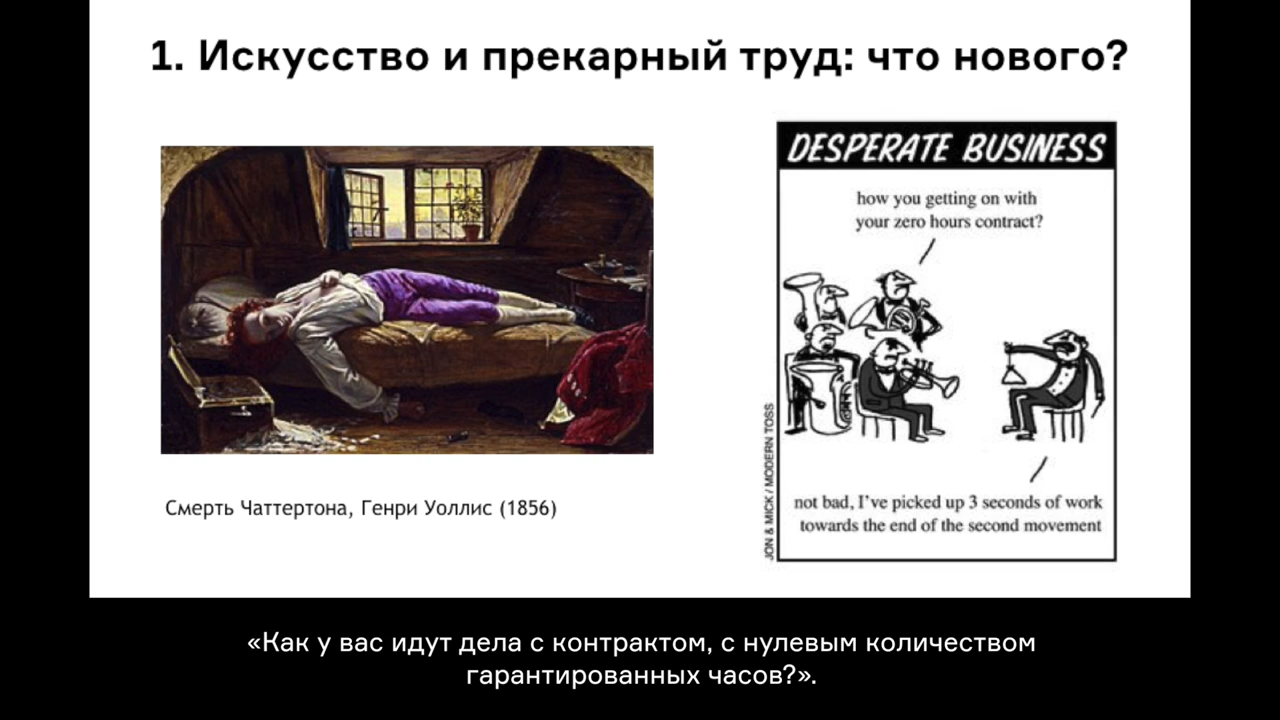 1. Искусство и прекарный труд: что нового?
Смерть Чаттертона, Генри Уоллис (1856)
DESPERATE BUSINESS
how you getting on with
your zero hours contract?
not bad, I've picked up 3 seconds of work
towards the end of the second movement
JON & MICK / MODERN TOSS
«Как у вас идут дела с контрактом, с нулевым количеством
гарантированных часов?».